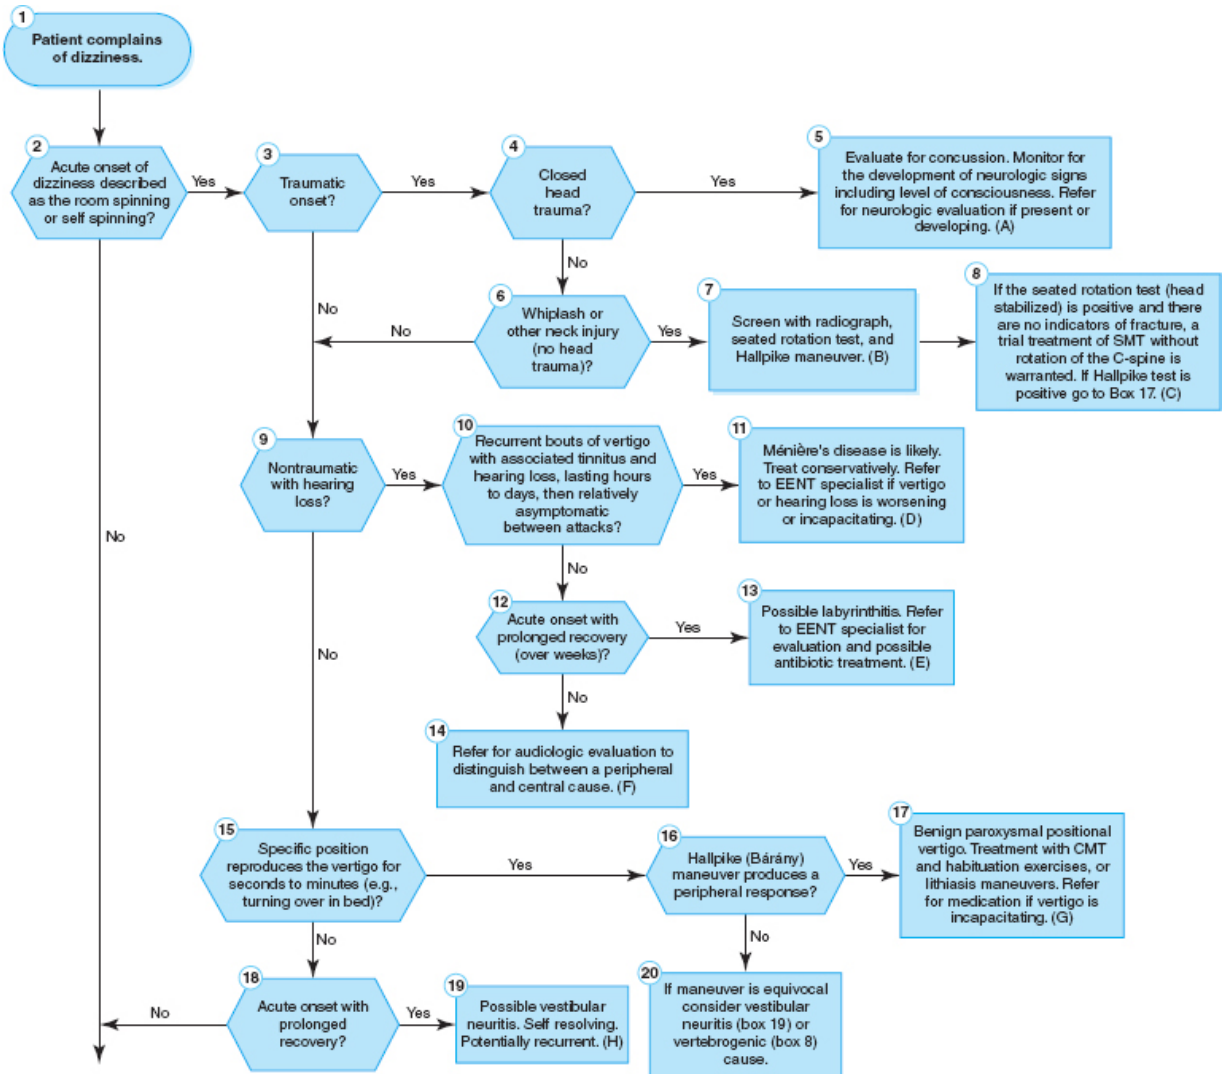 1
Patient complains
of dizziness.
2
Acute onset of
dizziness described
as the room spinning
or self spinning?
Yes
3
Traumatic
onset?
Yes
4
Closed
head
trauma?
Yes
5
Evaluate for concussion. Monitor for
the development of neurologic signs
including level of consciousness. Refer
for neurologic evaluation if present or
developing. (A)
No
No
6
Whiplash or
other neck injury
(no head
trauma)?
No
Yes
7
Screen with radiograph,
seated rotation test, and
Hallpike maneuver. (B)
8
If the seated rotation test (head
stabilized) is positive and there
are no indicators of fracture, a
trial treatment of SMT without
rotation of the C-spine is
warranted. If Hallpike test is
positive go to Box 17. (C)
9
Nontraumatic
with hearing
loss?
Yes
10
Recurrent bouts of vertigo
with associated tinnitus and
hearing loss, lasting hours
to days, then relatively
asymptomatic
between attacks?
Yes
11
Ménière's disease is likely.
Treat conservatively. Refer
to EENT specialist if vertigo
or hearing loss is worsening
or incapacitating. (D)
No
No
12
Acute onset with
prolonged recovery
(over weeks)?
Yes
13
Possible labyrinthitis. Refer
to EENT specialist for
evaluation and possible
antibiotic treatment. (E)
No
No
14
Refer for audiologic evaluation to
distinguish between a peripheral
and central cause. (F)
15
Specific position
reproduces the vertigo for
seconds to minutes (e.g.,
turning over in bed)?
Yes
16
Hallpike (Bárány)
maneuver produces a
peripheral response?
Yes
17
Benign paroxysmal positional
vertigo. Treatment with CMT
and habituation exercises, or
lithiasis maneuvers. Refer
for medication if vertigo is
incapacitating. (G)
No
No
18
Acute onset with
prolonged
recovery?
No
Yes
19
Possible vestibular
neuritis. Self resolving.
Potentially recurrent. (H)
20
If maneuver is equivocal
consider vestibular
neuritis (box 19) or
vertebrogenic (box 8)
cause.